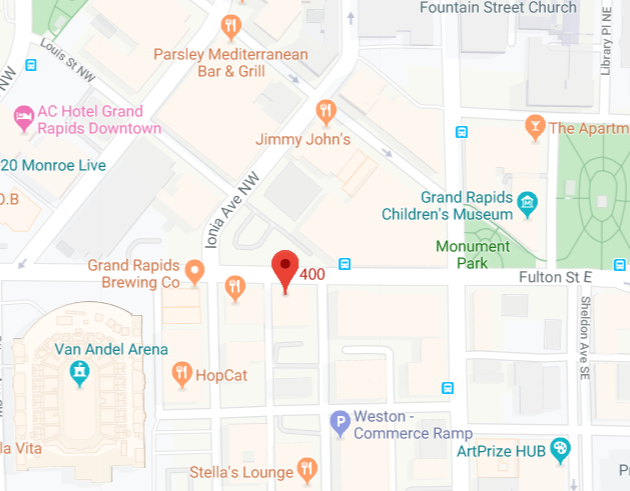 Fountain Street Church
Library Pl NE
Louis St NW
NW
Parsley Mediterranean
Bar & Grill
AC Hotel Grand
Rapids Downtown
Jimmy John's
The Apartm
20 Monroe Live
O.B
Ionia Ave NW
Grand Rapids
Children's Museum
Monument
Park
Grand Rapids
Brewing Co
400
Fulton St E
Sheldon Ave SE
Van Andel Arena
HopCat
Weston -
Commerce Ramp
la Vita
Stella's Lounge
ArtPrize HUB
P